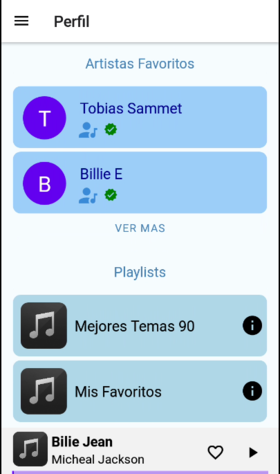 Perfil
Artistas Favoritos
T
Tobias Sammet
B
Billie E
VER MAS
Playlists
Mejores Temas 90
Mis Favoritos
Bilie Jean
Micheal Jackson